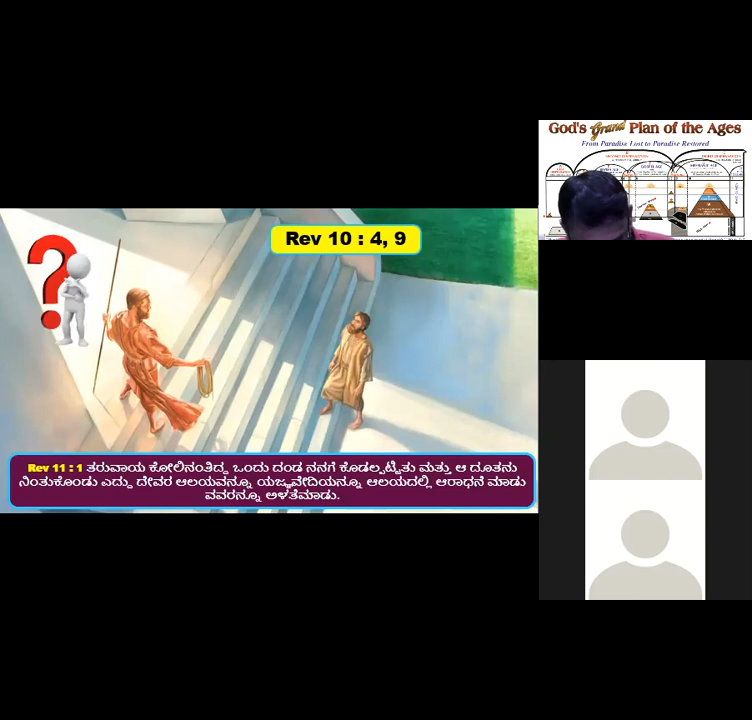 Rev 10 : 4, 9
Rev 11 : 1 ತರುವಾಯ ಕೋಲಿನಂತಿದ್ದ ಒಂದು ದಂಡ ನನಗೆ ಕೊಡಲ್ಪಟ್ಟಿತು ಮತ್ತು ಆ ದೂತನು
ನಿಂತುಕೊಂಡು ಎದ್ದು ದೇವರ ಆಲಯವನ್ನೂ ಯಜ್ಞವೇದಿಯನ್ನೂ ಆಲಯದಲ್ಲಿ ಆರಾಧನೆ ಮಾಡು
ವವರನ್ನೂ ಅಳತೆಮಾಡು.
God's Grand Plan of the Ages
From Paradise Lost to Paradise Restored